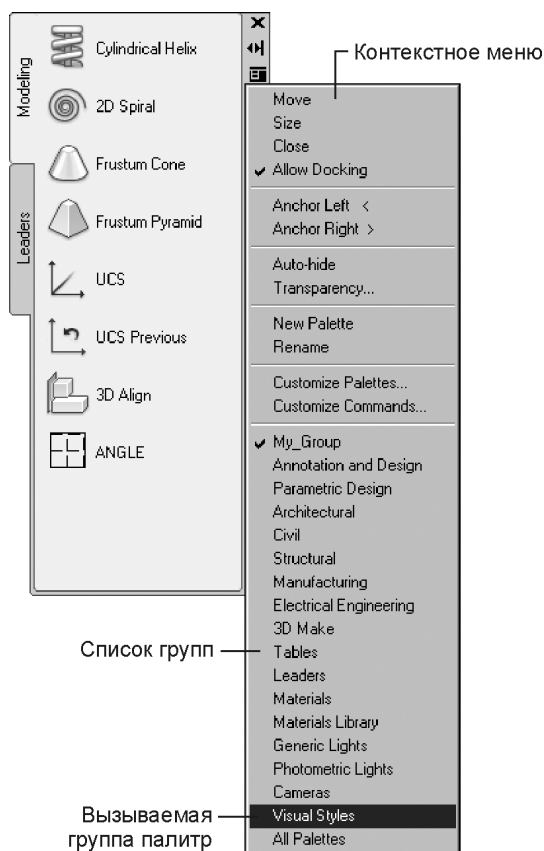 Modeling
Leaders
Cylindrical Helix
2D Spiral
Frustum Cone
Frustum Pyramid
UCS
UCS Previous
3D Align
ANGLE
Контекстное меню
Move
Size
Close
Allow Docking
Anchor Left <
Anchor Right >
Auto-hide
Transparency...
New Palette
Rename
Customize Palettes...
Customize Commands...
My_Group
Annotation and Design
Parametric Design
Architectural
Civil
Structural
Manufacturing
Electrical Engineering
3D Make
Список групп
Tables
Leaders
Materials
Materials Library
Generic Lights
Photometric Lights
Cameras
Вызываемая
группа палитр
Visual Styles
All Palettes